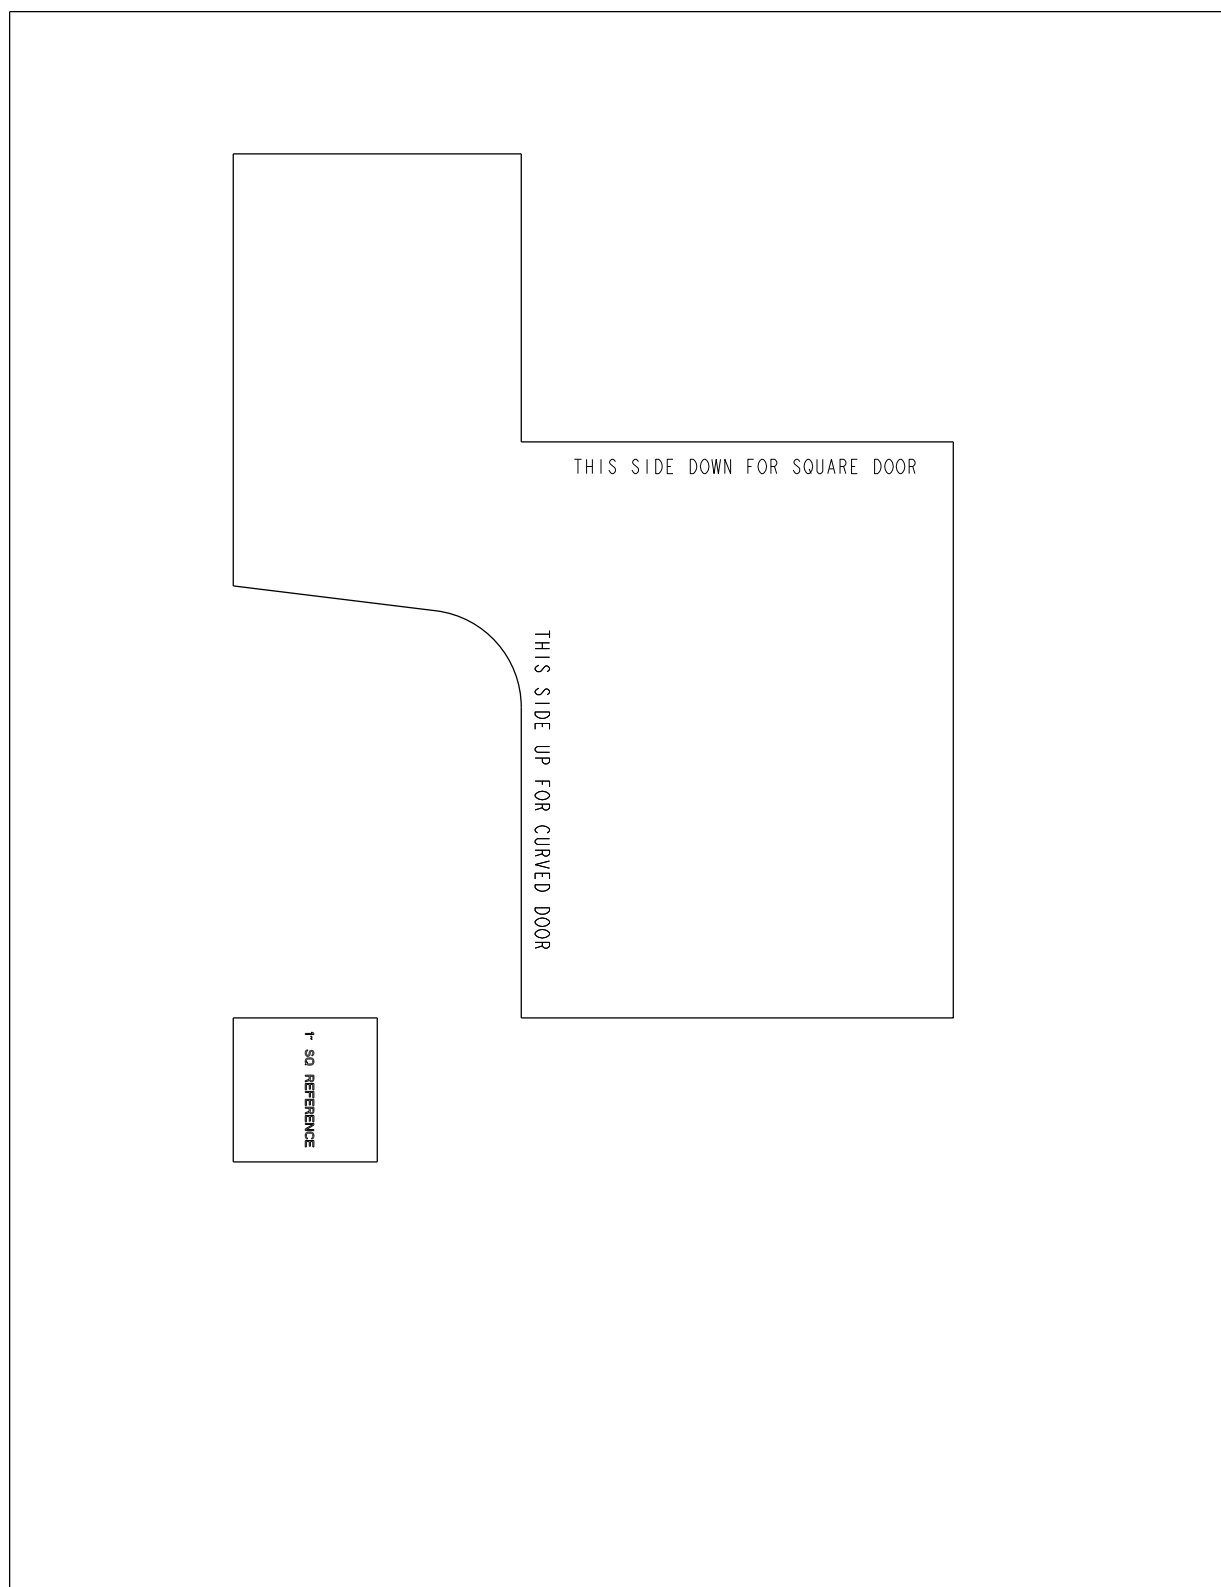 THIS SIDE DOWN FOR SQUARE DOOR
THIS SIDE UP FOR CURVED DOOR
1" SQ REFERENCE